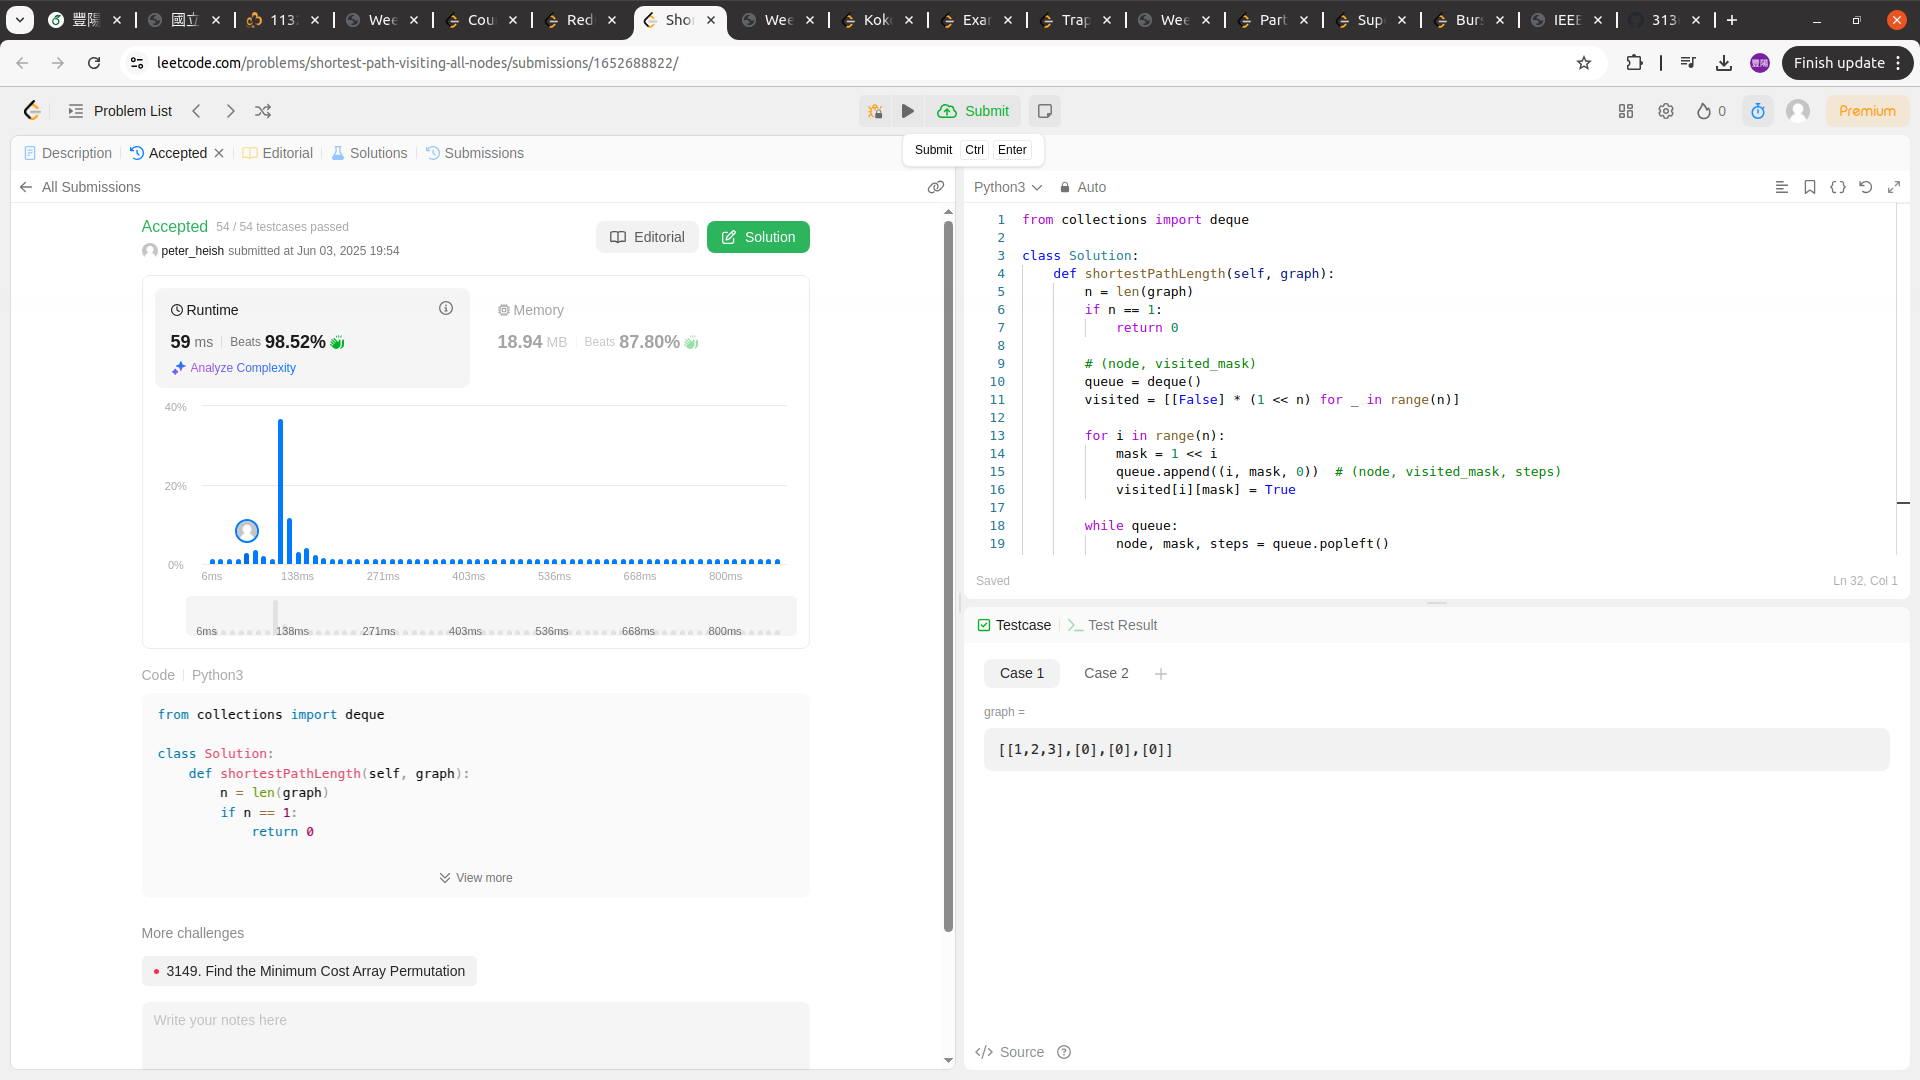 豐陽
國立
1132
Wee
Cou
Red
Sho
Wee
Koko
Exa
Trap
Wee
Part
Sup
Burs
IEEE
313
leetcode.com/problems/shortest-path-visiting-all-nodes/submissions/1652688822/
Finish update
Problem List
Submit
0
Premium
Description
Accepted
Editorial
Solutions
Submissions
Submit Ctrl Enter
All Submissions
Accepted 54 / 54 testcases passed
peter_heish submitted at Jun 03, 2025 19:54
Editorial
Solution
Runtime
59 ms Beats 98.52%
Analyze Complexity
Memory
18.94 MB Beats 87.80%
40%
20%
0%
6ms 138ms 271ms 403ms 536ms 668ms 800ms
6ms 138ms 271ms 403ms 536ms 668ms 800ms
Code Python3
from collections import deque
class Solution:
def shortestPathLength(self, graph):
n = len(graph)
if n == 1:
return 0
View more
More challenges
3149. Find the Minimum Cost Array Permutation
Write your notes here
Python3 Auto
1 from collections import deque
2
3 class Solution:
4 def shortestPathLength(self, graph):
5 n = len(graph)
6 if n == 1:
7 return 0
8
9 # (node, visited_mask)
10 queue = deque()
11 visited = [[False] * (1 << n) for _ in range(n)]
12
13 for i in range(n):
14 mask = 1 << i
15 queue.append((i, mask, 0)) # (node, visited_mask, steps)
16 visited[i][mask] = True
17
18 while queue:
19 node, mask, steps = queue.popleft()
Saved
Ln 32, Col 1
Testcase
Test Result
Case 1 Case 2
graph =
[[1,2,3],[0],[0],[0]]
Source